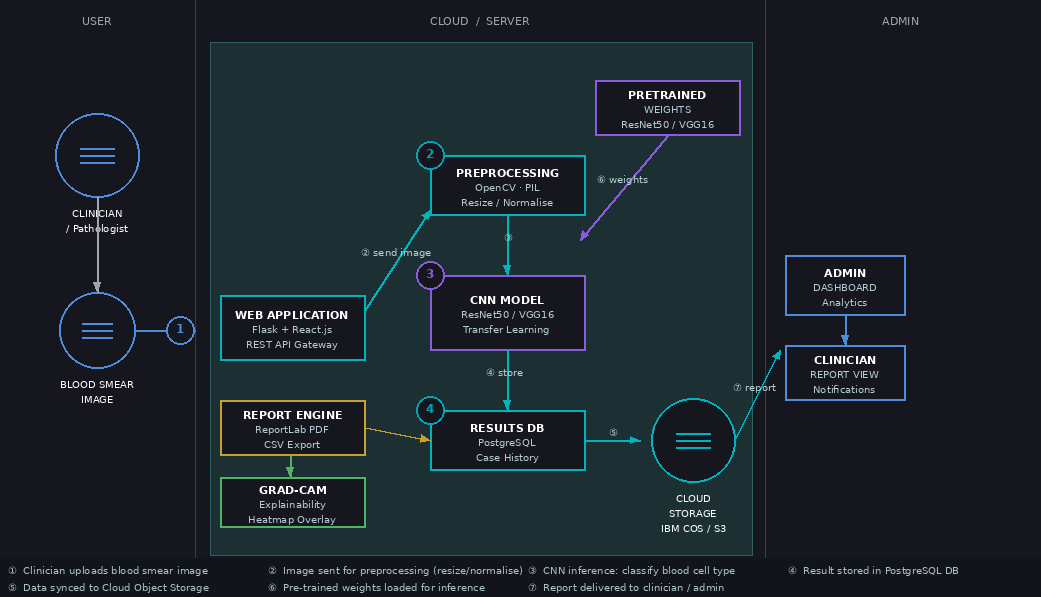 USER
CLOUD / SERVER
ADMIN
PRETRAINED
WEIGHTS
ResNet50 / VGG16
2
PREPROCESSING
OpenCV · PIL
Resize / Normalise
⑥ weights
CLINICIAN
/ Pathologist
② send image
③
3
CNN MODEL
ResNet50 / VGG16
Transfer Learning
ADMIN
DASHBOARD
Analytics
WEB APPLICATION
Flask + React.js
REST API Gateway
1
BLOOD SMEAR
IMAGE
④ store
CLINICIAN
REPORT VIEW
Notifications
⑦ report
REPORT ENGINE
ReportLab PDF
CSV Export
4
RESULTS DB
PostgreSQL
Case History
⑤
GRAD-CAM
Explainability
Heatmap Overlay
CLOUD
STORAGE
IBM COS / S3
① Clinician uploads blood smear image
② Image sent for preprocessing (resize/normalise)
③ CNN inference: classify blood cell type
④ Result stored in PostgreSQL DB
⑤ Data synced to Cloud Object Storage
⑥ Pre-trained weights loaded for inference
⑦ Report delivered to clinician / admin